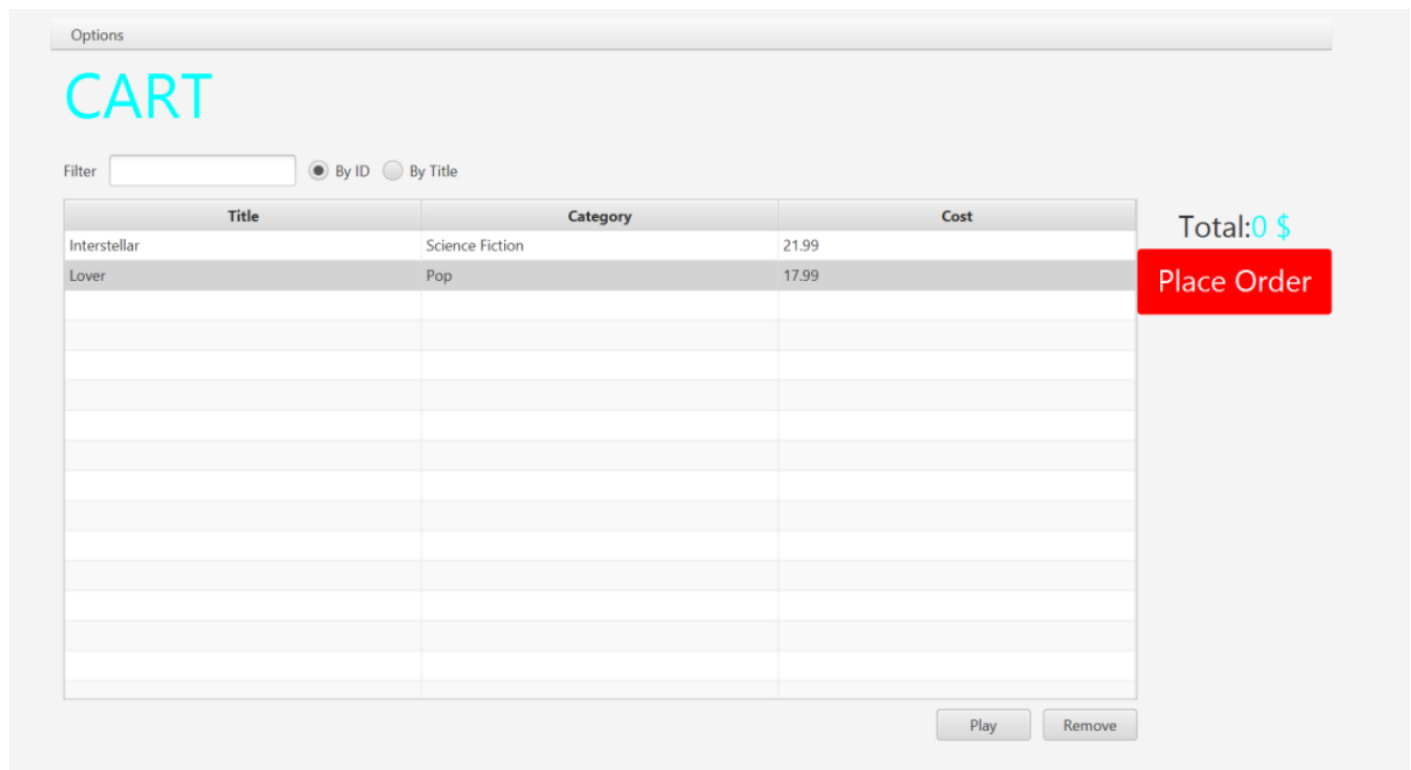 Options
CART
Filter By ID By Title
Title Category Cost
Total:0 $
Interstellar Science Fiction 21.99
Lover Pop 17.99
Place Order
Play Remove